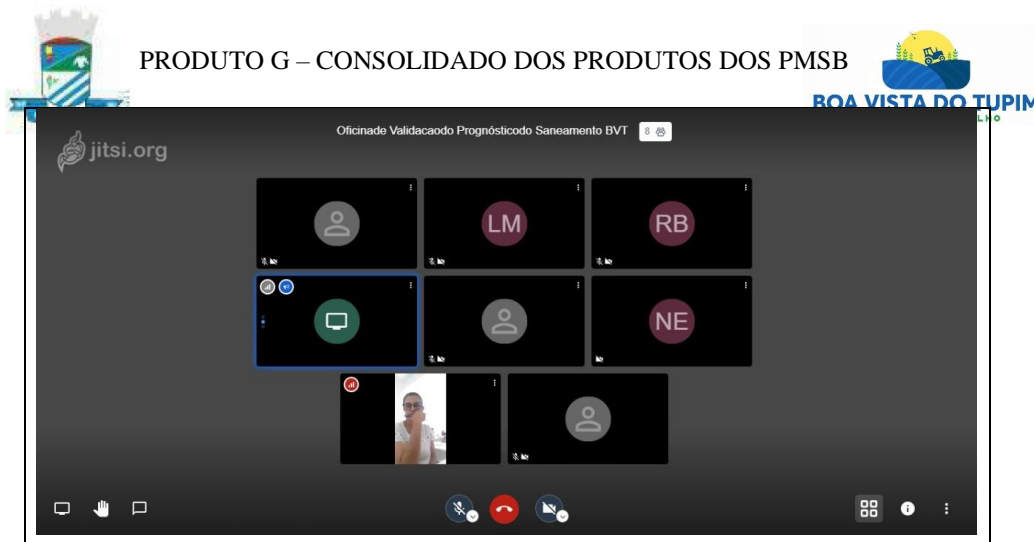 PRODUTO G – CONSOLIDADO DOS PRODUTOS DOS PMSB
BOA VISTA DO TUPIM
LHO
jitsi.org
Oficinade Validacaodo Prognósticodo Saneamento BVT 8
LM
RB
NE